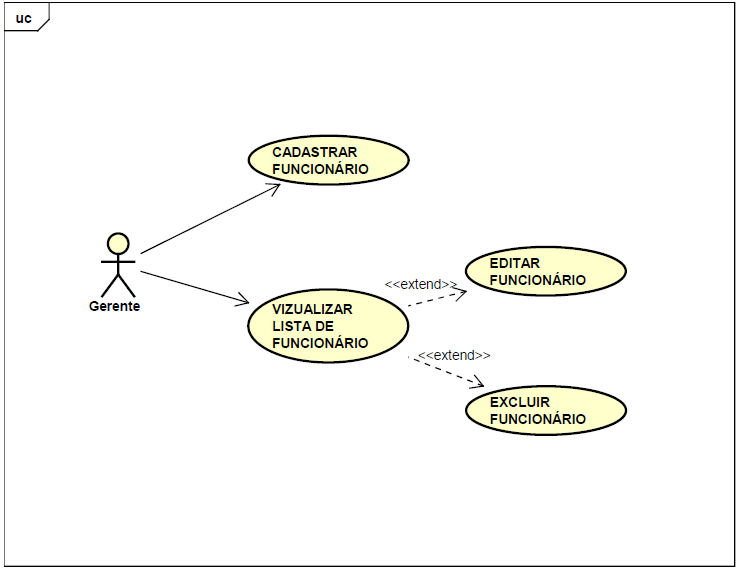 uc
CADASTRAR
FUNCIONÁRIO
Gerente
VIZUALIZAR
LISTA DE
FUNCIONÁRIO
<<extend>>
EDITAR
FUNCIONÁRIO
<<extend>>
EXCLUIR
FUNCIONÁRIO